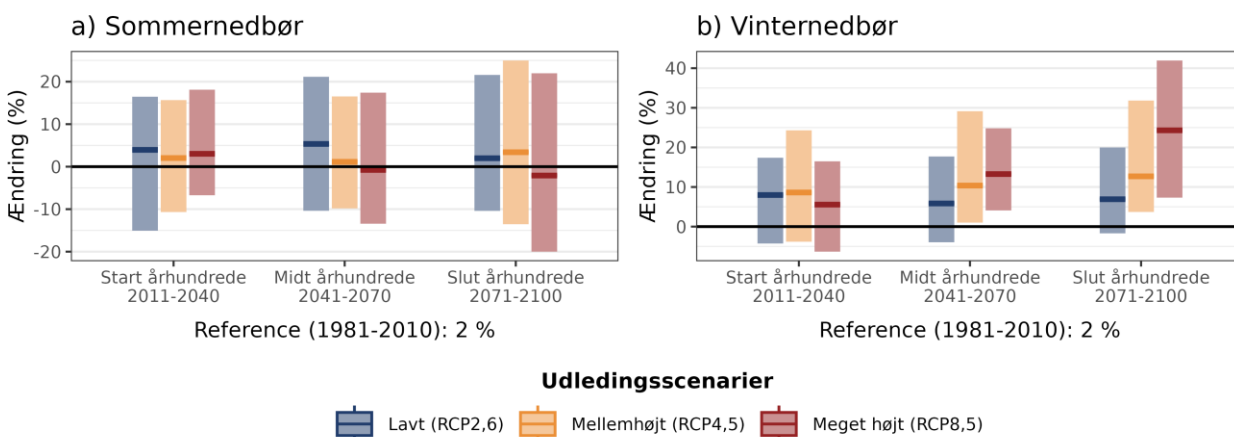 a) Sommernedbør
Ændring (%)
20
10
0
-10
-20
Start århundrede
2011-2040
Midt århundrede
2041-2070
Slut århundrede
2071-2100
Reference (1981-2010): 2 %
b) Vinternedbør
Ændring (%)
40
30
20
10
0
Start århundrede
2011-2040
Midt århundrede
2041-2070
Slut århundrede
2071-2100
Reference (1981-2010): 2 %
Udledingsscenarier
Lavt (RCP2,6)
Mellemhøjt (RCP4,5)
Meget højt (RCP8,5)